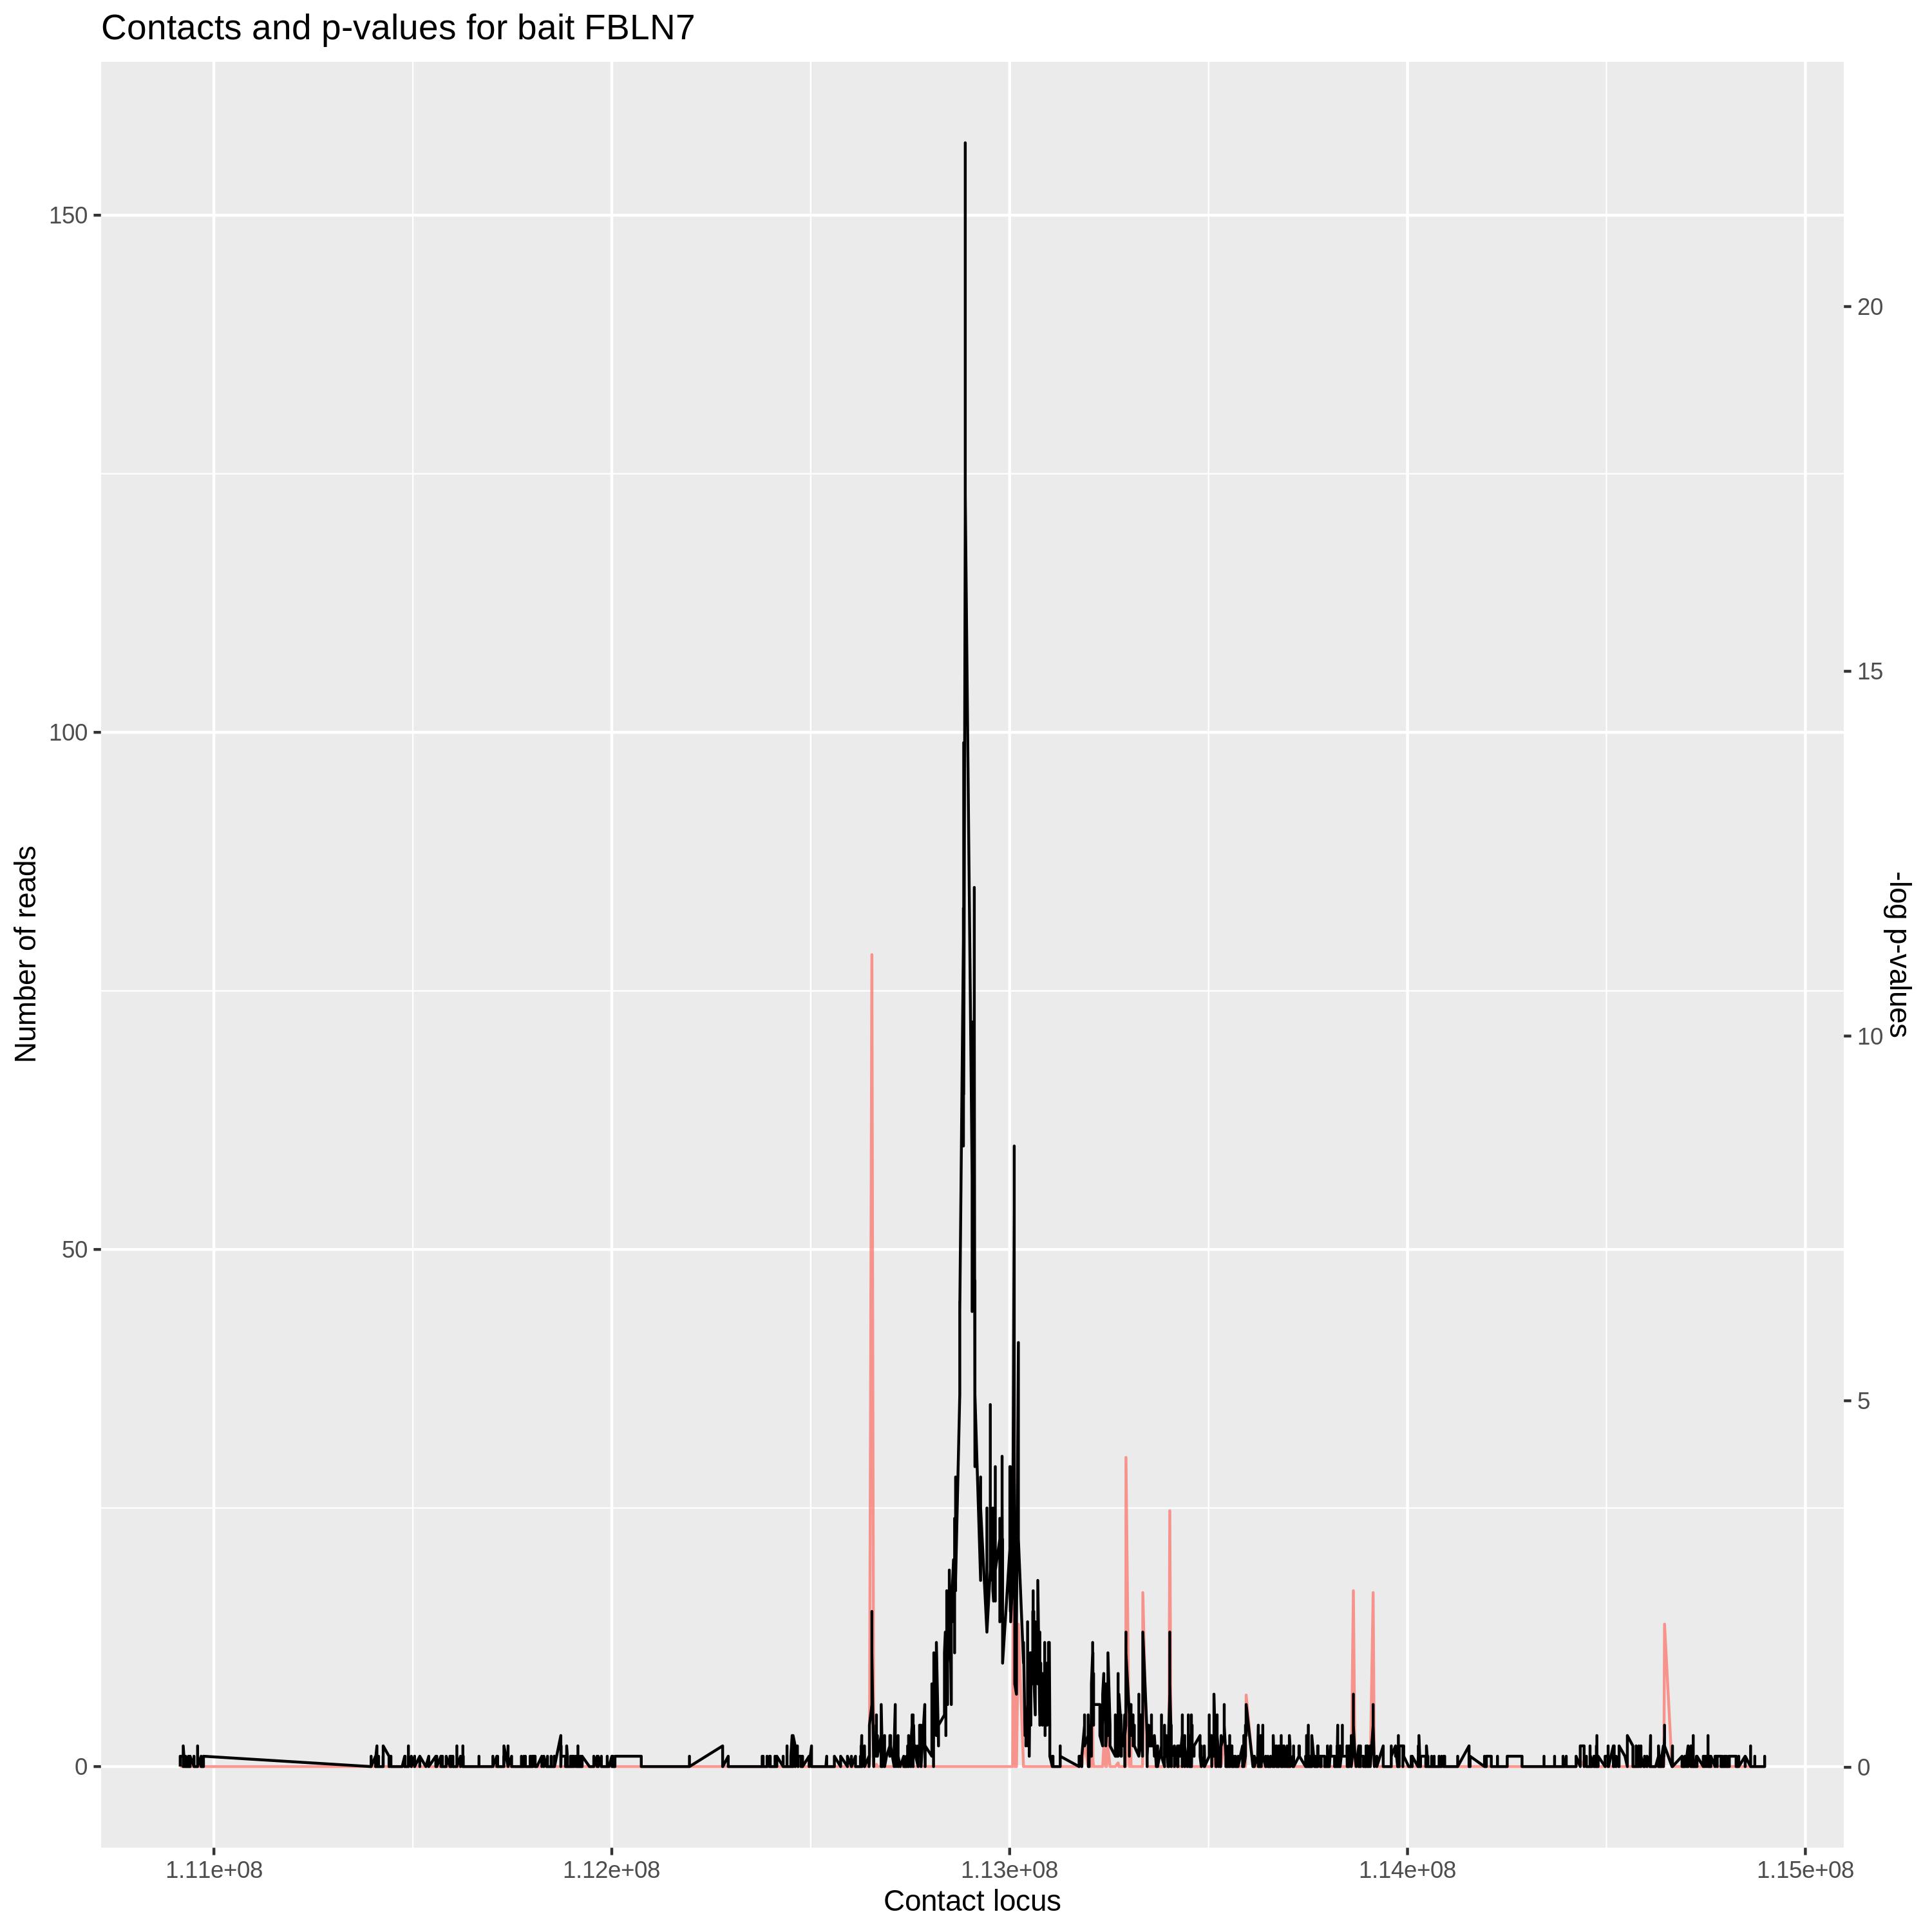 Contacts and p-values for bait FBLN7
150
100
50
0
20
15
10
5
0
Number of reads
-log p-values
1.11e+08
1.12e+08
1.13e+08
1.14e+08
1.15e+08
Contact locus